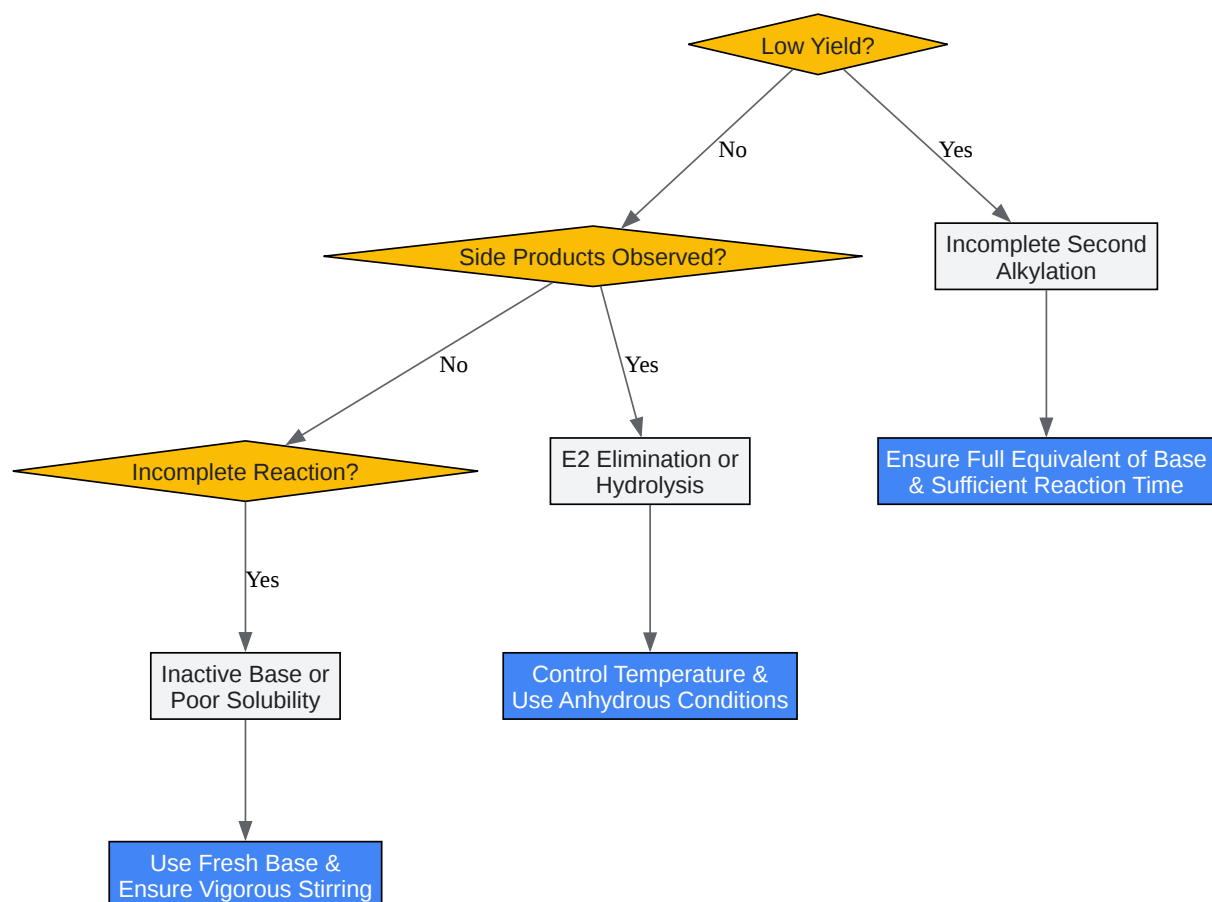 Low Yield?
No
Yes
Side Products Observed?
Incomplete Second
Alkylation
No
Yes
Incomplete Reaction?
E2 Elimination or
Hydrolysis
Ensure Full Equivalent of Base
& Sufficient Reaction Time
Yes
Inactive Base or
Poor Solubility
Control Temperature &
Use Anhydrous Conditions
Use Fresh Base &
Ensure Vigorous Stirring